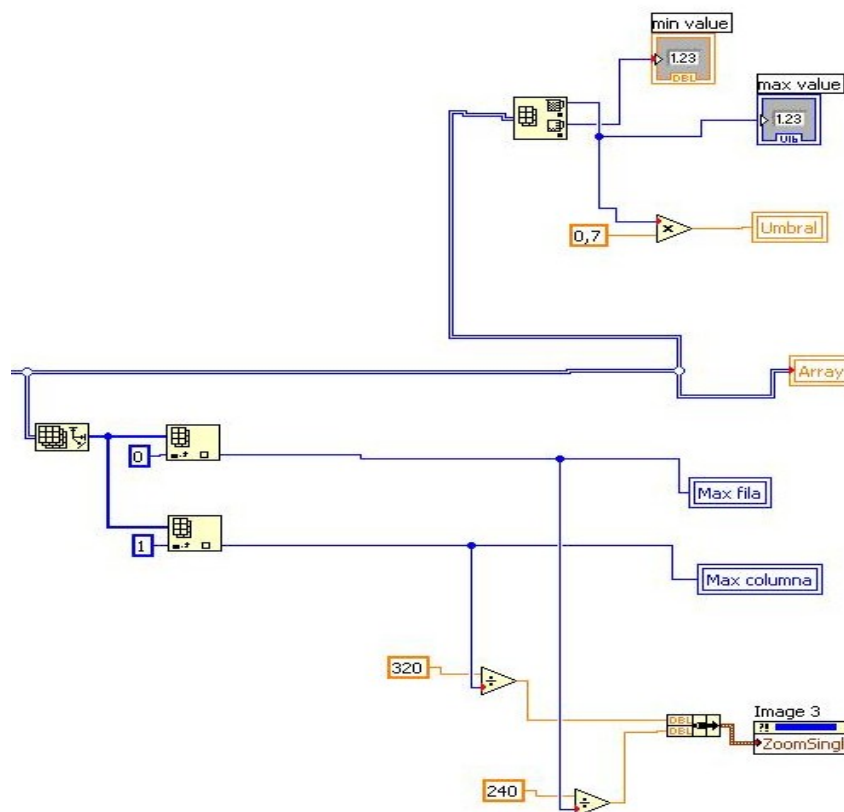 min value
1.23
DBL
max value
1.23
U16
0,7
×
Umbral
Array
0
Max fila
1
Max columna
320
÷
Image 3
DBL
DBL
?!
ZoomSingl
240
÷